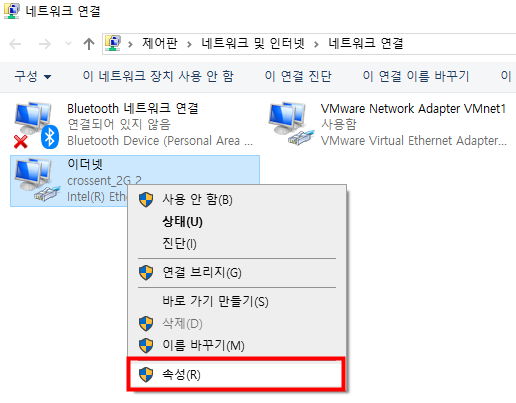 네트워크 연결
제어판 > 네트워크 및 인터넷 > 네트워크 연결
구성 이 네트워크 장치 사용 안 함 이 연결 진단 이 연결 이름 바꾸기 이
Bluetooth 네트워크 연결
연결되어 있지 않음
Bluetooth Device (Personal Area ...
VMware Network Adapter VMnet1
사용함
VMware Virtual Ethernet Adapter...
이더넷
crossent_2G 2
Intel(R) Eth
사용 안 함(B)
상태(U)
진단(I)
연결 브리지(G)
바로 가기 만들기(S)
삭제(D)
이름 바꾸기(M)
속성(R)